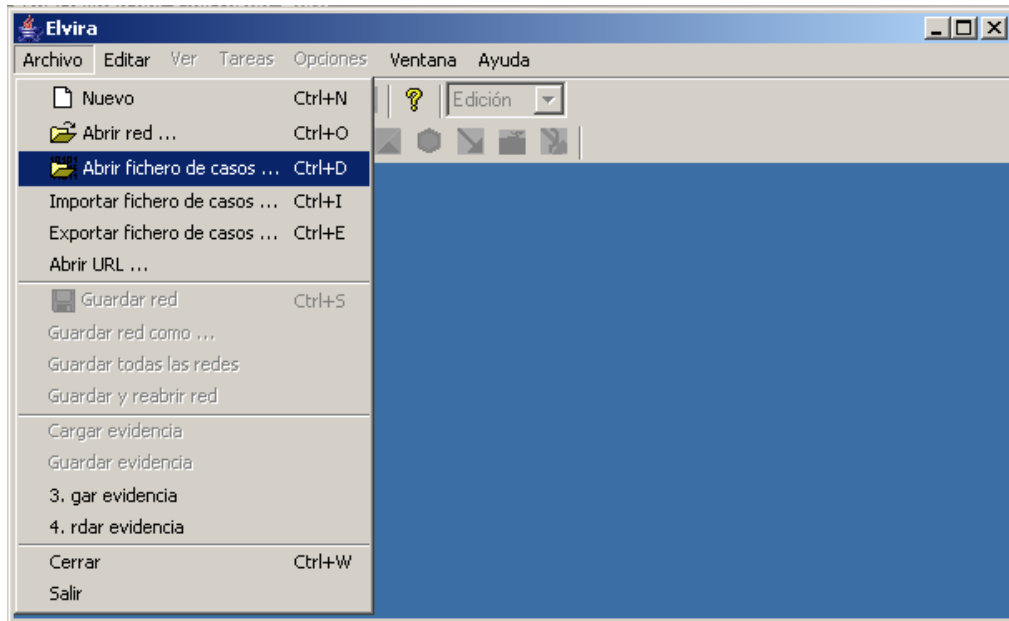 Elvira
Archivo Editar Ver Tareas Opciones Ventana Ayuda
Nuevo Ctrl+N
Edición
Abrir red ... Ctrl+O
Abrir fichero de casos ... Ctrl+D
Importar fichero de casos ... Ctrl+I
Exportar fichero de casos ... Ctrl+E
Abrir URL ...
Guardar red Ctrl+S
Guardar red como ...
Guardar todas las redes
Guardar y reabrir red
Cargar evidencia
Guardar evidencia
3. gar evidencia
4. rdar evidencia
Cerrar Ctrl+W
Salir